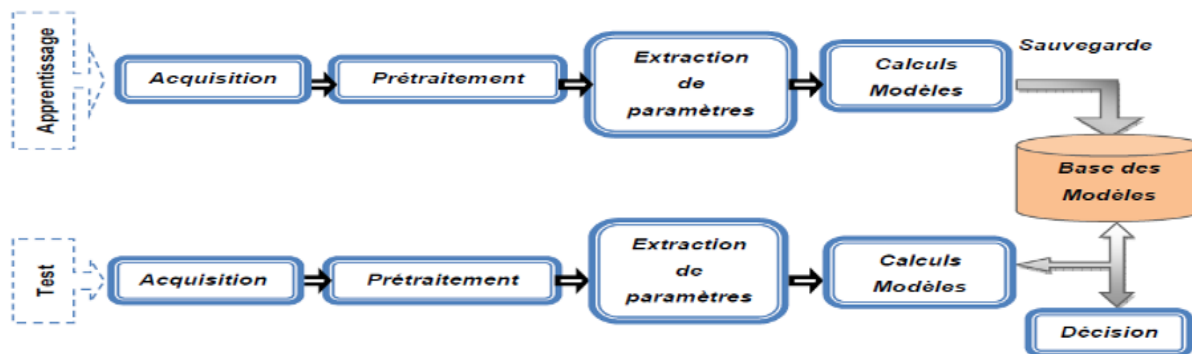 Apprentissage
Acquisition
Prétraitement
Extraction
de
paramètres
Calculs
Modèles
Sauvegarde
Base des
Modèles
Test
Acquisition
Prétraitement
Extraction
de
paramètres
Calculs
Modèles
Décision